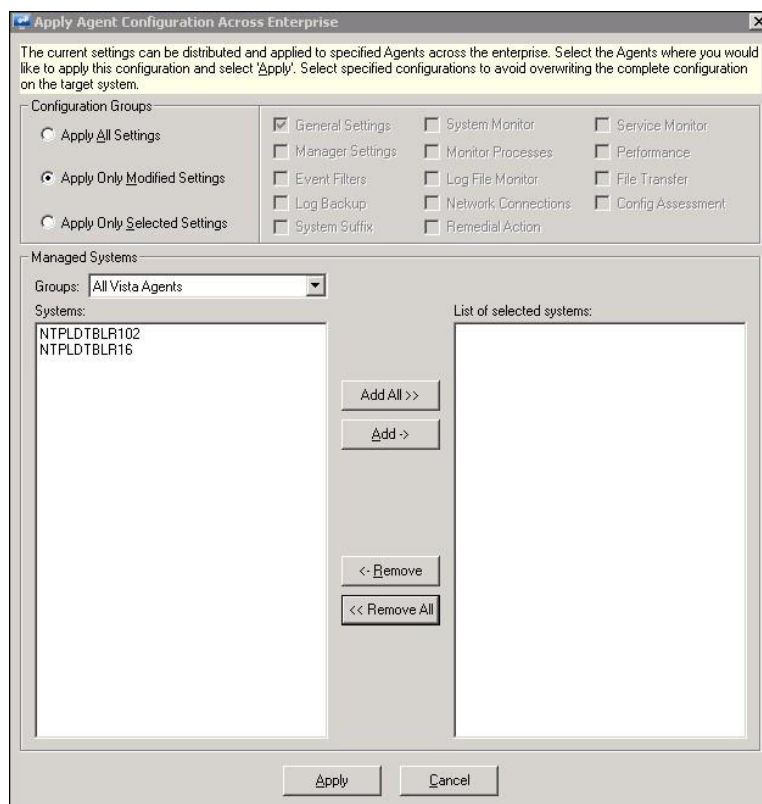 Apply Agent Configuration Across Enterprise
The current settings can be distributed and applied to specified Agents across the enterprise. Select the Agents where you would
like to apply this configuration and select 'Apply'. Select specified configurations to avoid overwriting the complete configuration
on the target system.
Configuration Groups
Apply All Settings
Apply Only Modified Settings
Apply Only Selected Settings
General Settings System Monitor Service Monitor
Manager Settings Monitor Processes Performance
Event Filters Log File Monitor File Transfer
Log Backup Network Connections Config Assessment
System Suffix Remedial Action
Managed Systems
Groups: All Vista Agents
Systems:
NTPLDTBLR102
NTPLDTBLR16
Add All >>
Add ->
<- Remove
<< Remove All
List of selected systems:
Apply Cancel